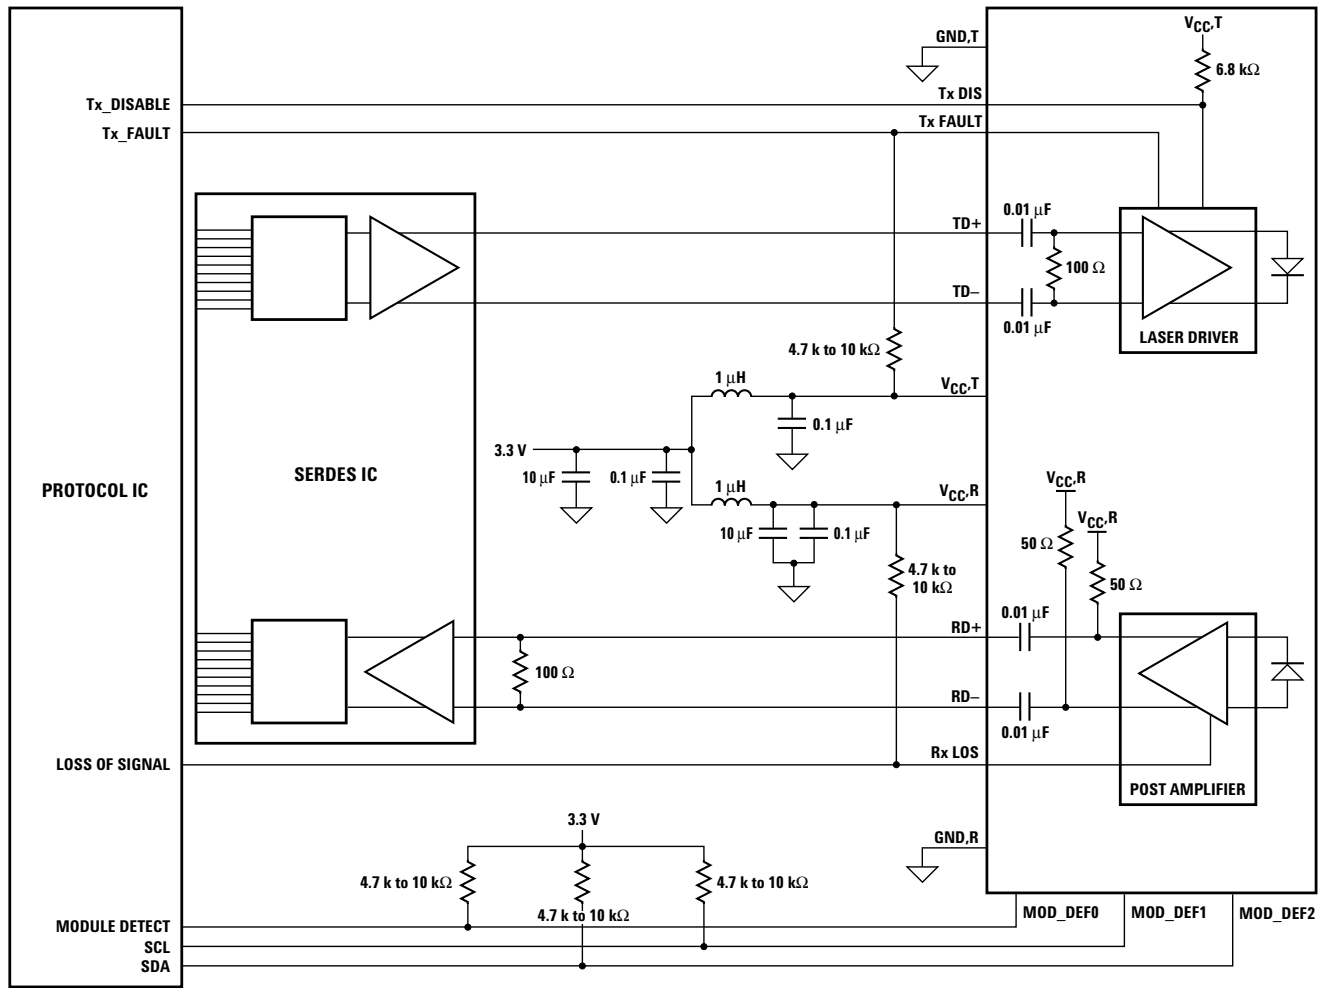 V_CC,T
GND,T
6.8 kΩ
Tx_DISABLE
Tx DIS
Tx_FAULT
Tx FAULT
0.01 µF
TD+
100 Ω
TD–
0.01 µF
LASER DRIVER
4.7 k to 10 kΩ
1 µH
V_CC,T
0.1 µF
3.3 V
10 µF
0.1 µF
SERDES IC
PROTOCOL IC
1 µH
V_CC,R
V_CC,R
V_CC,R
10 µF
0.1 µF
50 Ω
4.7 k to
10 kΩ
50 Ω
0.01 µF
RD+
100 Ω
RD–
0.01 µF
LOSS OF SIGNAL
Rx LOS
POST AMPLIFIER
3.3 V
GND,R
4.7 k to 10 kΩ
4.7 k to 10 kΩ
4.7 k to 10 kΩ
MODULE DETECT
MOD_DEF0
MOD_DEF1
MOD_DEF2
SCL
SDA